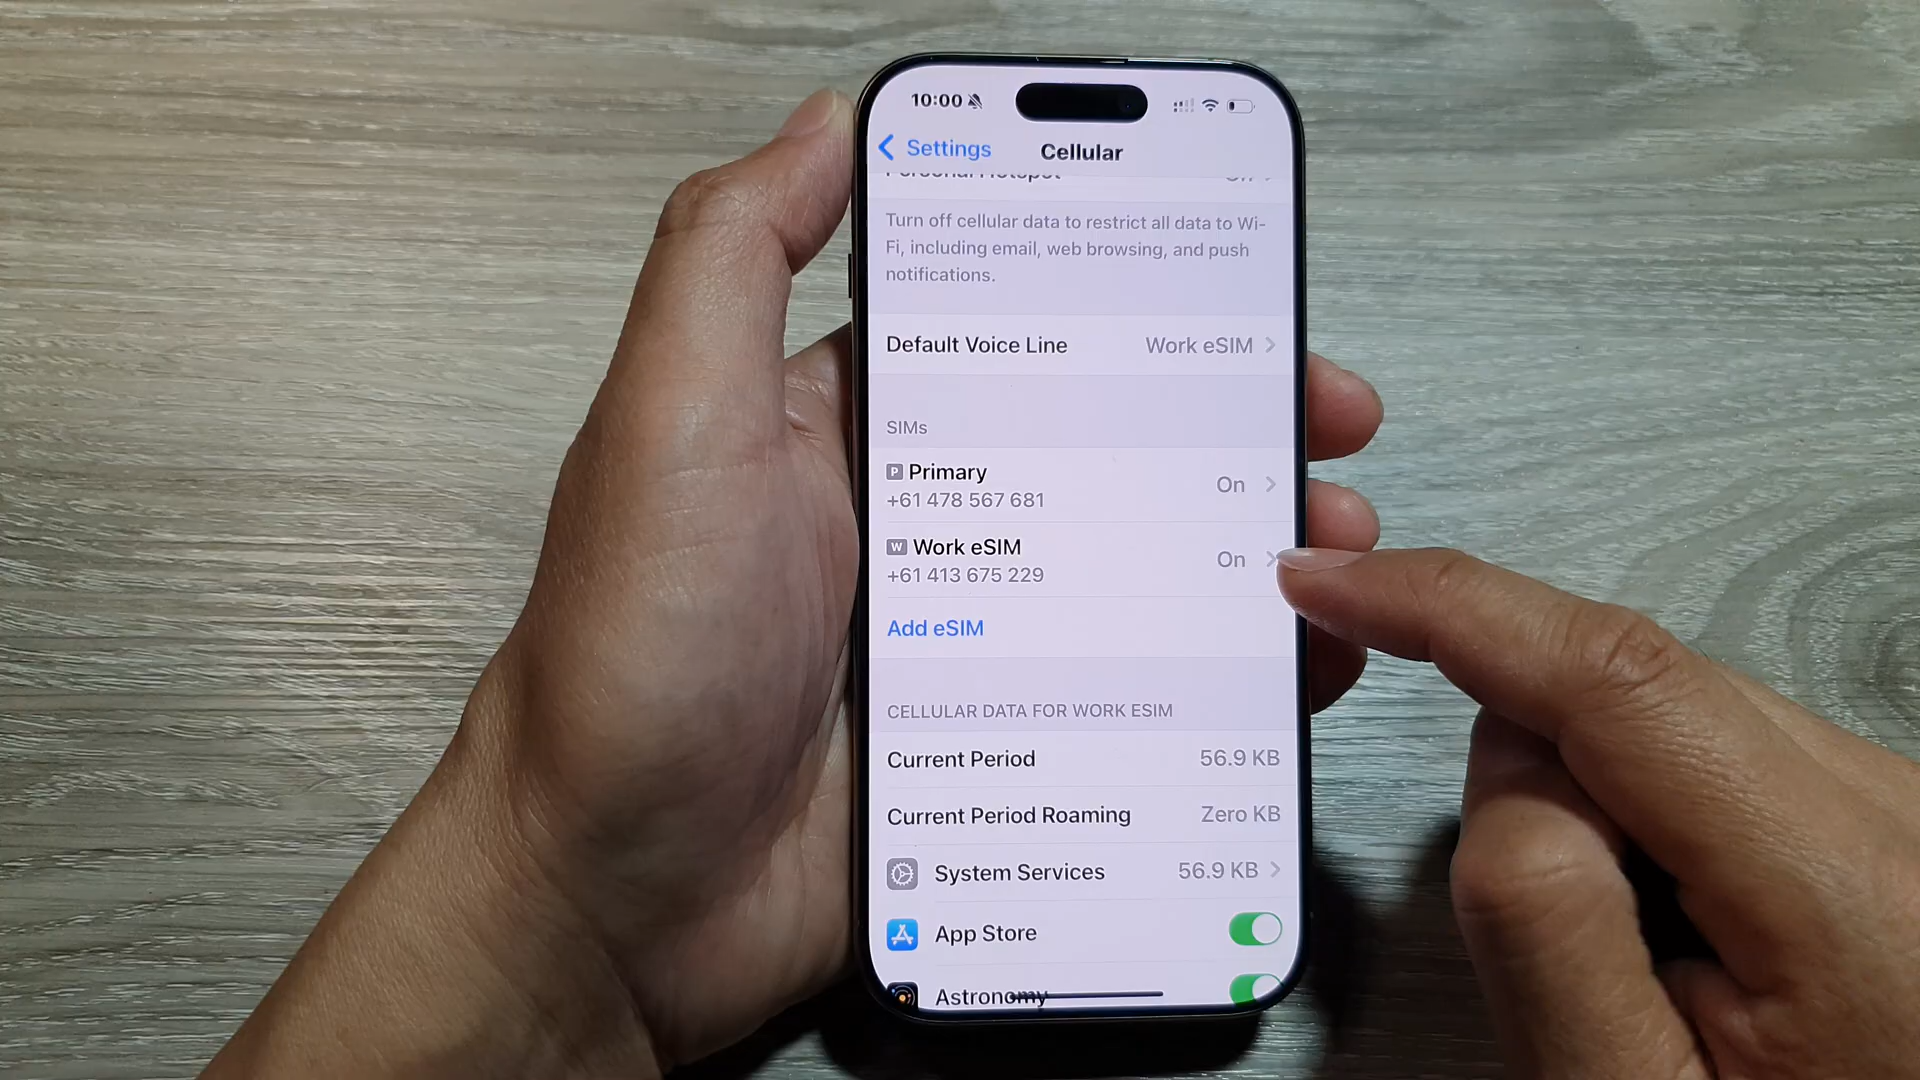 10:00
Settings
Cellular
Personal Hotspot
Turn off cellular data to restrict all data to Wi-
Fi, including email, web browsing, and push
notifications.
Default Voice Line Work eSIM
SIMs
P Primary
+61 478 567 681
On
W Work eSIM
+61 413 675 229
On
Add eSIM
CELLULAR DATA FOR WORK ESIM
Current Period 56.9 KB
Current Period Roaming Zero KB
System Services 56.9 KB
App Store
Astronomy